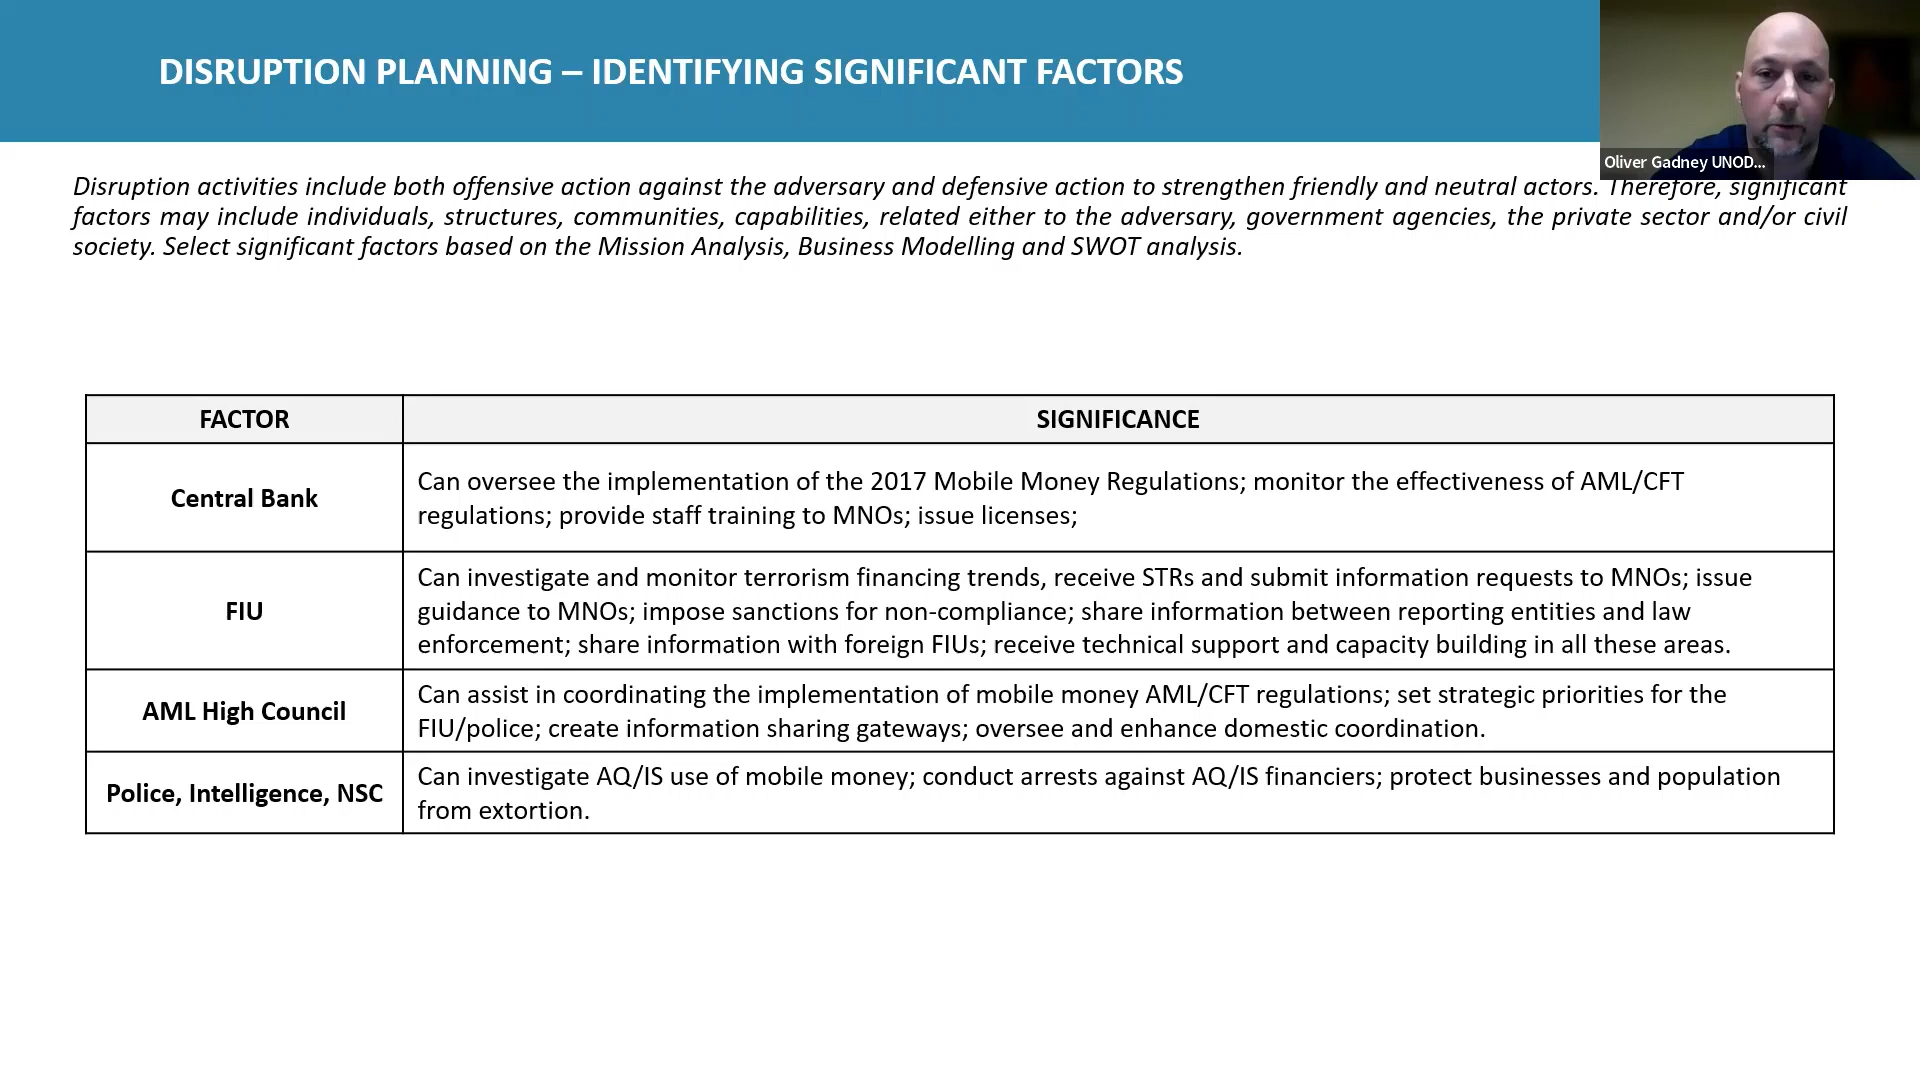 DISRUPTION PLANNING – IDENTIFYING SIGNIFICANT FACTORS
Oliver Gadney UNOD...
Disruption activities include both offensive action against the adversary and defensive action to strengthen friendly and neutral actors. Therefore, significant
factors may include individuals, structures, communities, capabilities, related either to the adversary, government agencies, the private sector and/or civil
society. Select significant factors based on the Mission Analysis, Business Modelling and SWOT analysis.
FACTOR
SIGNIFICANCE
Central Bank
Can oversee the implementation of the 2017 Mobile Money Regulations; monitor the effectiveness of AML/CFT
regulations; provide staff training to MNOs; issue licenses;
FIU
Can investigate and monitor terrorism financing trends, receive STRs and submit information requests to MNOs; issue
guidance to MNOs; impose sanctions for non-compliance; share information between reporting entities and law
enforcement; share information with foreign FIUs; receive technical support and capacity building in all these areas.
AML High Council
Can assist in coordinating the implementation of mobile money AML/CFT regulations; set strategic priorities for the
FIU/police; create information sharing gateways; oversee and enhance domestic coordination.
Police, Intelligence, NSC
Can investigate AQ/IS use of mobile money; conduct arrests against AQ/IS financiers; protect businesses and population
from extortion.